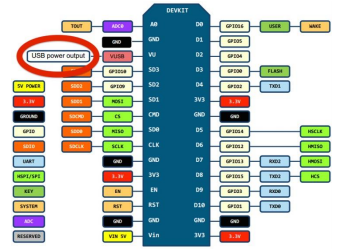 DEVKIT
TOUT ADC0 A0 D0 GPIO16 USER WAKE
GND GND D1 GPIO5
USB power output VUSB VU D2 GPIO4
GPIO10 SD3 D3 GPIO0 FLASH
5V POWER SDD1 GPIO9 SD2 D4 GPIO2 TXD1
3.3V SDD0 MOSI SD1 3V3 3.3V
GROUND SDCMD CS CMD GND GND
GPIO SDD0 MISO SD0 D5 GPIO14 HSCLK
SDIO SDCLK SCLK CLK D6 GPIO12 HMISO
UART GND GND D7 GPIO13 RXD2 HMOSI
HSPI/SPI 3.3V 3V3 D8 GPIO15 TXD2 HCS
KEY EN EN D9 GPIO3 RXD0
SYSTEM RST RST D10 GPIO1 TXD0
ADC GND GND GND GND
RESERVED VIN 5V Vin 3V3 3.3V